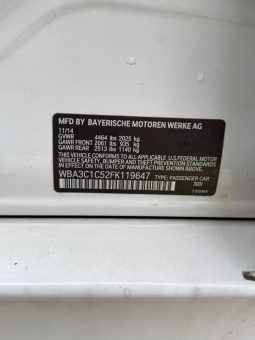 MFD BY BAYERISCHE MOTOREN WERKE AG
11/14
GVWR 4464 lbs 2025 kg
GAWR FRONT 2061 lbs 935 kg
GAWR REAR 2513 lbs 1140 kg
THIS VEHICLE CONFORMS TO ALL APPLICABLE U.S.FEDERAL MOTOR
VEHICLE SAFETY, BUMPER AND THEFT PREVENTION STANDARDS
IN EFFECT ON THE DATE OF MANUFACTURE SHOWN ABOVE.
WBA3C1C52FK119647 TYPE: PASSENGER CAR
300/